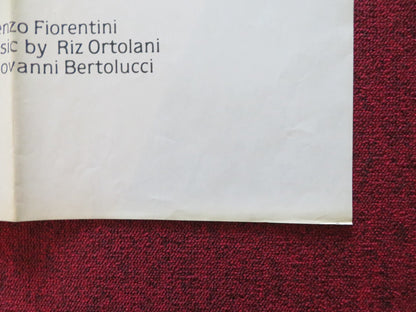 enzo Fiorentini
sic by Riz Ortolani
ovanni Bertolucci